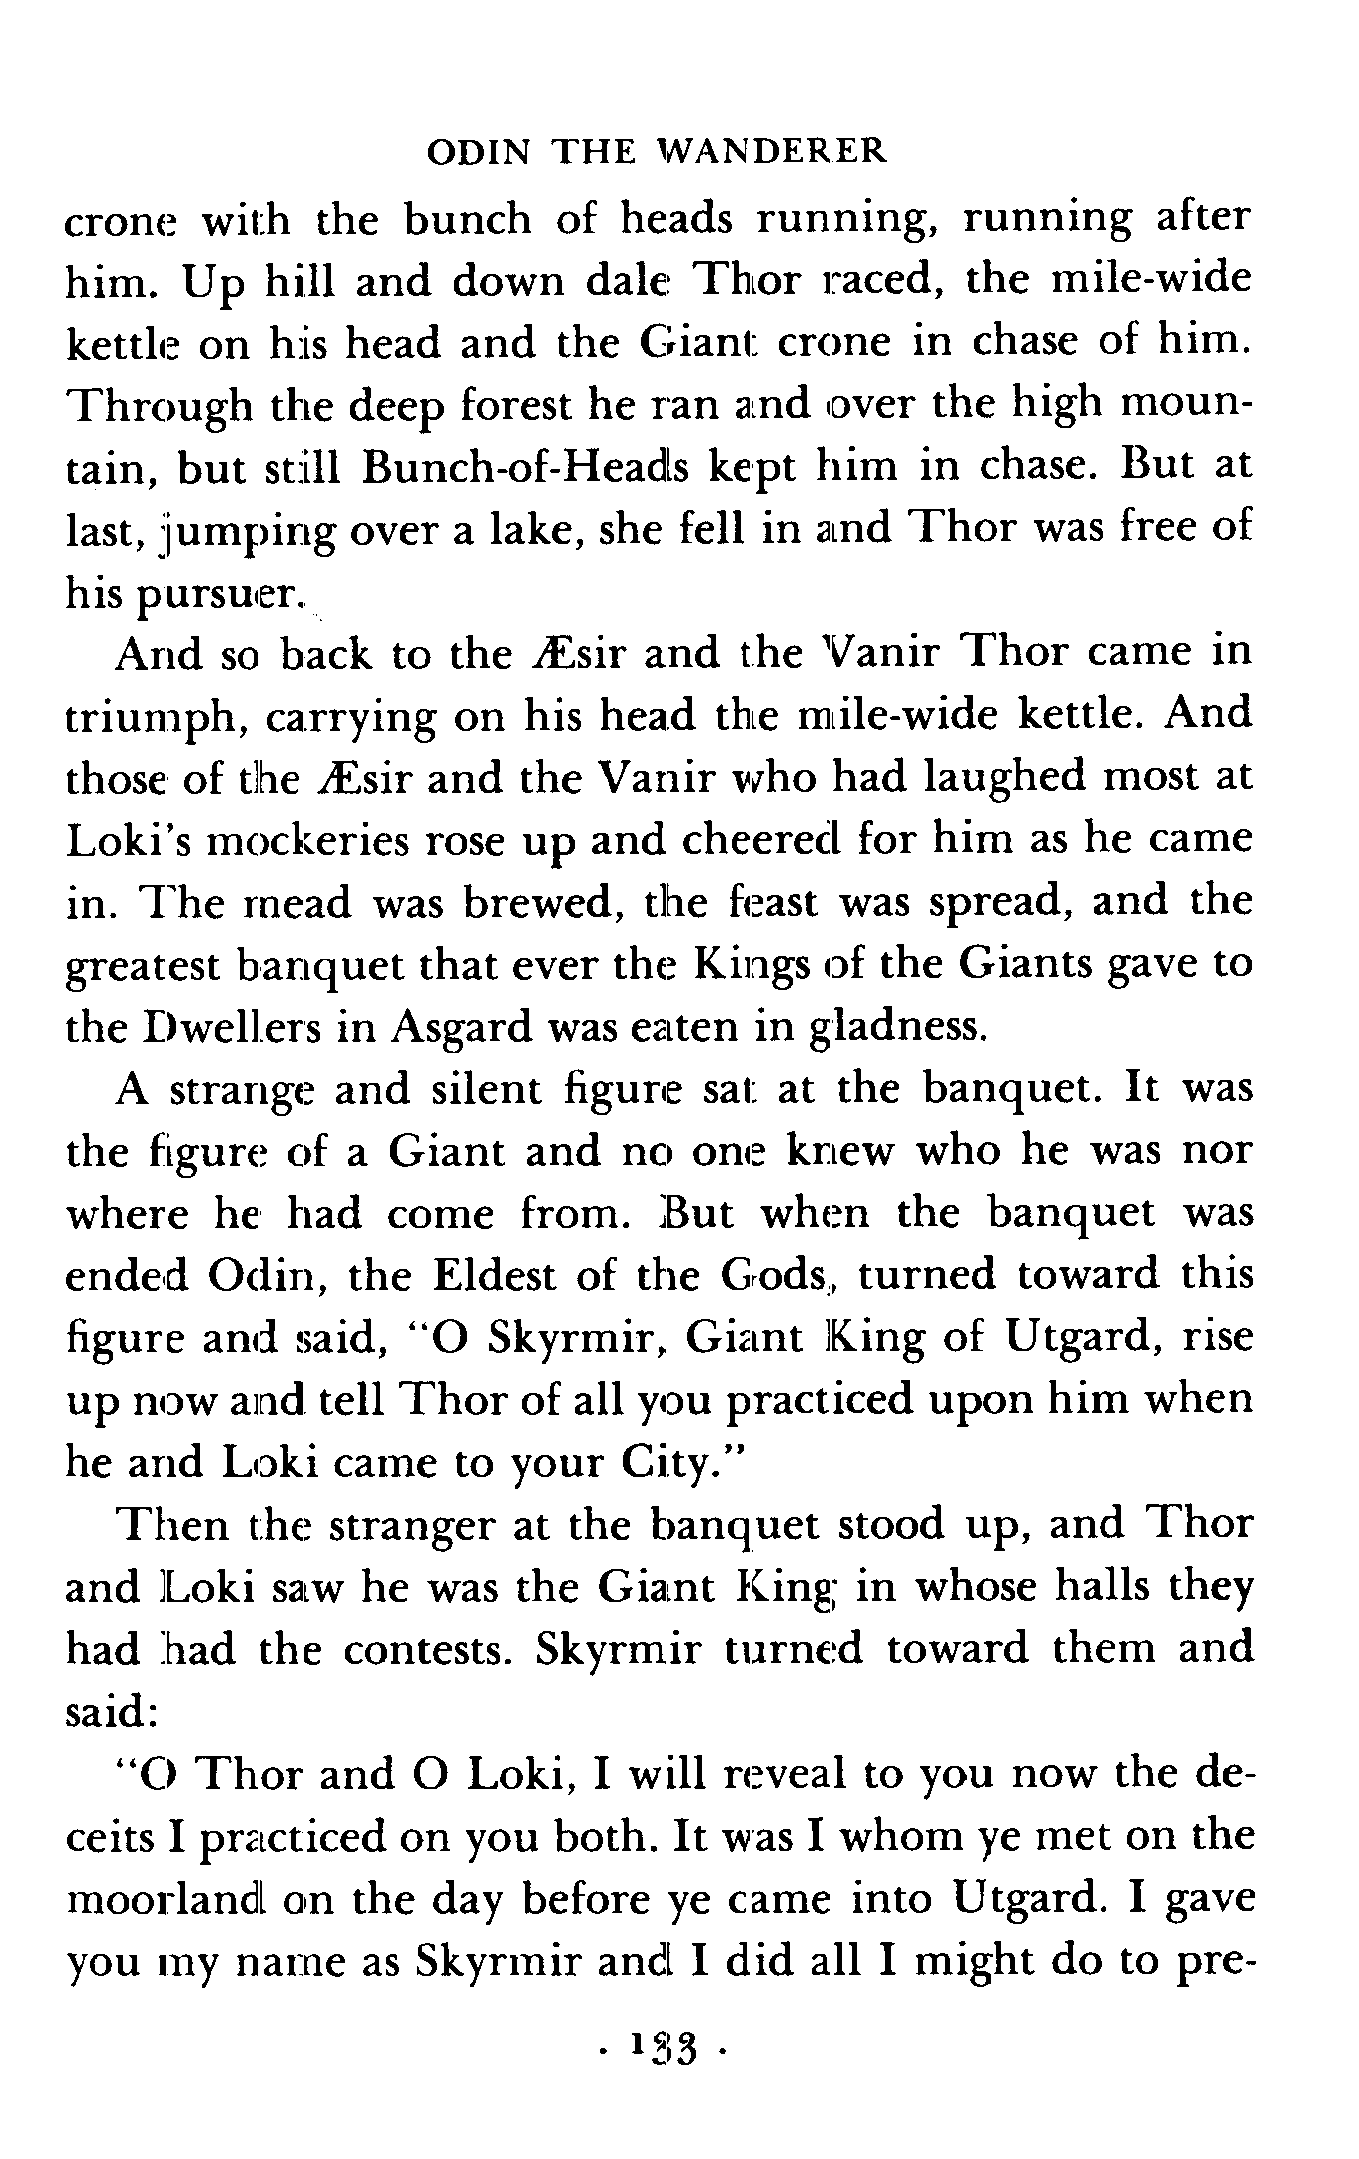 ODIN THE WANDERER
crone with the bunch of heads running, running after
him. Up hill and down dale Thor raced, the mile-wide
kettle on his head and the Giant crone in chase of him.
Through the deep forest he ran and over the high moun-
tain, but still Bunch-of-Heads kept him in chase. But at
last, jumping over a lake, she fell in and Thor was free of
his pursuer.
And so back to the Æsir and the Vanir Thor came in
triumph, carrying on his head the mile-wide kettle. And
those of the Æsir and the Vanir who had laughed most at
Loki's mockeries rose up and cheered for him as he came
in. The mead was brewed, the feast was spread, and the
greatest banquet that ever the Kings of the Giants gave to
the Dwellers in Asgard was eaten in gladness.
A strange and silent figure sat at the banquet. It was
the figure of a Giant and no one knew who he was nor
where he had come from. But when the banquet was
ended Odin, the Eldest of the Gods, turned toward this
figure and said, "O Skyrmir, Giant King of Utgard, rise
up now and tell Thor of all you practiced upon him when
he and Loki came to your City."
Then the stranger at the banquet stood up, and Thor
and Loki saw he was the Giant King in whose halls they
had had the contests. Skyrmir turned toward them and
said:
"O Thor and O Loki, I will reveal to you now the de-
ceits I practiced on you both. It was I whom ye met on the
moorland on the day before ye came into Utgard. I gave
you my name as Skyrmir and I did all I might do to pre-
· 133 ·